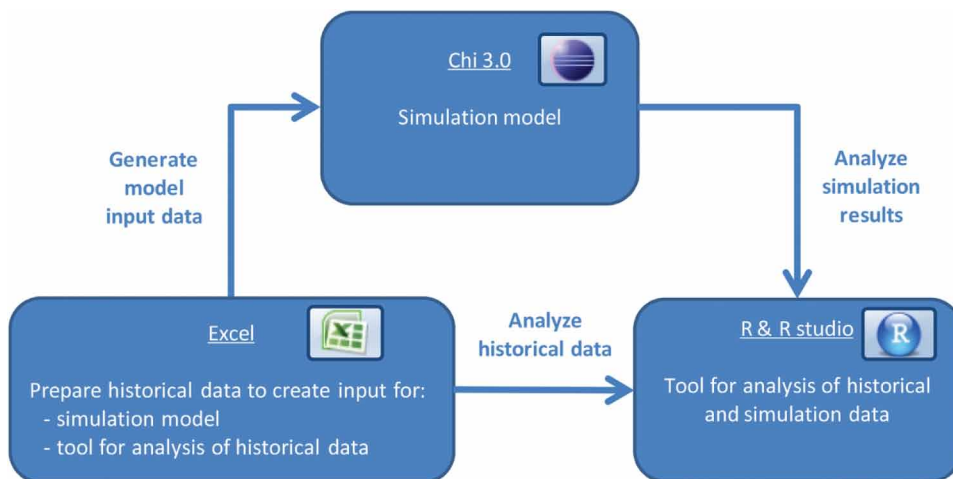 Chi 3.0
Simulation model
Generate
model
input data
Analyze
simulation
results
Excel
Prepare historical data to create input for:
- simulation model
- tool for analysis of historical data
Analyze
historical data
R & R studio
R
Tool for analysis of historical
and simulation data